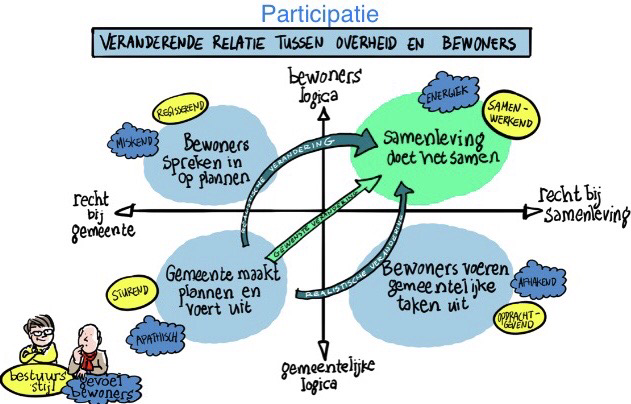 Participatie
VERANDERENDE RELATIE TUSSEN OVERHEID EN BEWONERS
bewoners'
logica
ENERGIEK
SAMEN-
WERKEND
REGISSEREND
MISKEND
Bewoners
spreken in
op plannen
Samenleving
doet het samen
REALISTISCHE VERANDERING
GEWENSTE VERANDERING
recht
bij
gemeente
recht bij
samenleving
Gemeente maakt
plannen en
voert uit
STUREND
APATHISCH
REALISTISCHE VERANDERING
Bewoners voeren
gemeentelijke
taken uit
AFHAKEND
OPDRACHT-
GEVEND
gemeentelijke
logica
bestuurs
stijl
gevoel
bewoners